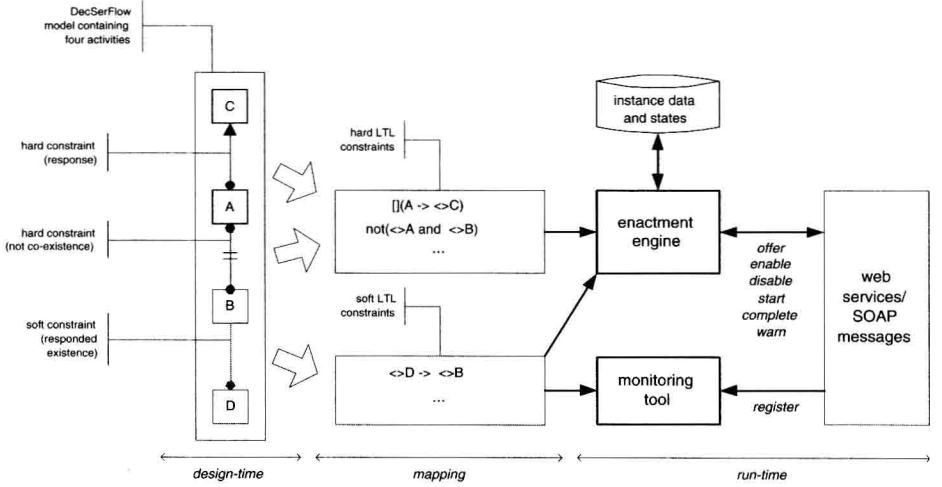 DecSerFlow
model containing
four activities
C
hard constraint
(response)
A
hard constraint
(not co-existence)
B
soft constraint
(responded
existence)
D
hard LTL
constraints
[](A -> <>C)
not(<>A and <>B)
...
soft LTL
constraints
<>D -> <>B
...
instance data
and states
enactment
engine
monitoring
tool
offer
enable
disable
start
complete
warn
register
web
services/
SOAP
messages
design-time
mapping
run-time